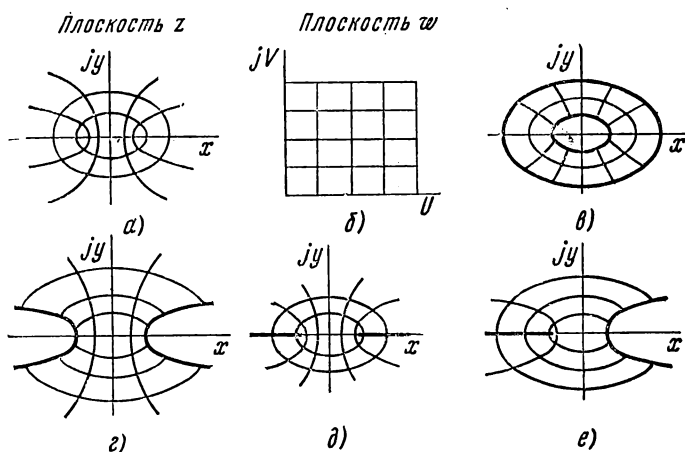 Плоскость z Плоскость w
jy jV jy
x U x
а) б) в)
jy jy jy
x x x
г) д) е)